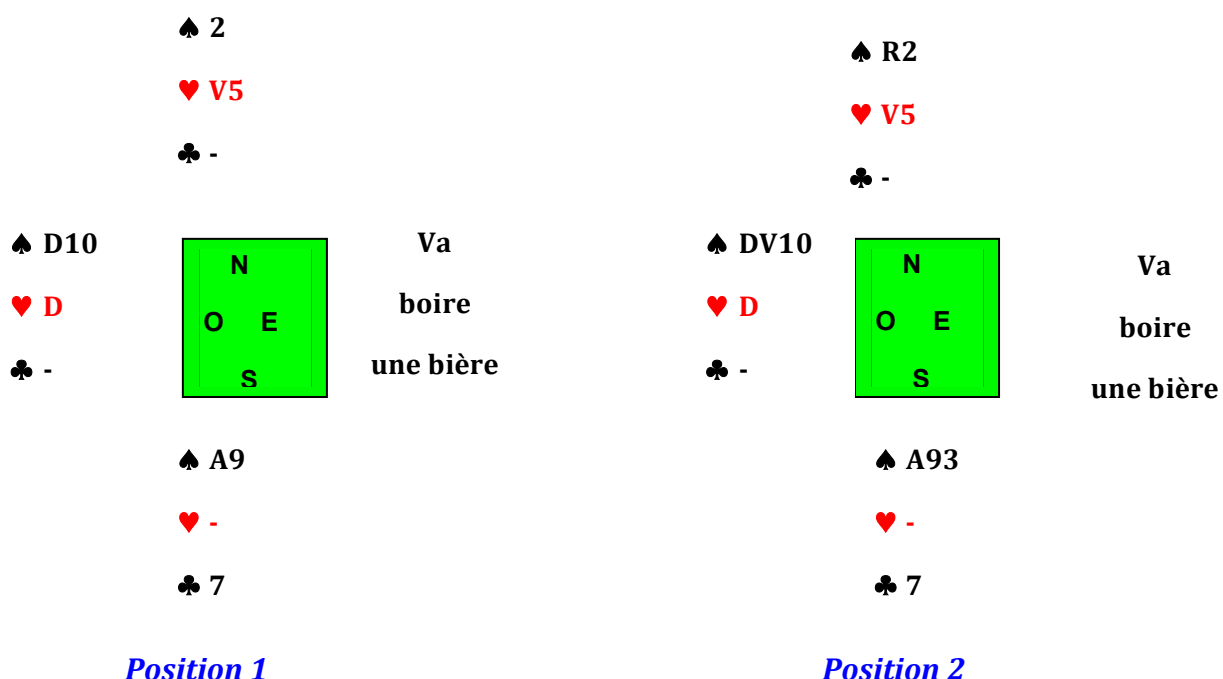 ♠ 2
♥ V5
♣ -
♠ D10
♥ D
♣ -
N
O E
S
Va
boire
une bière
♠ A9
♥ -
♣ 7
Position 1
♠ R2
♥ V5
♣ -
♠ DV10
♥ D
♣ -
N
O E
S
Va
boire
une bière
♠ A93
♥ -
♣ 7
Position 2